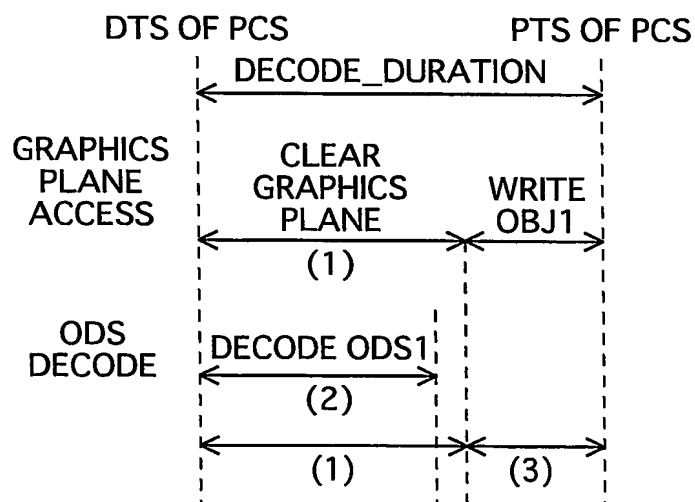 DTS OF PCS
PTS OF PCS
DECODE_DURATION
GRAPHICS
PLANE
ACCESS
CLEAR
GRAPHICS
PLANE
WRITE
OBJ1
(1)
ODS
DECODE
DECODE ODS1
(2)
(1)
(3)